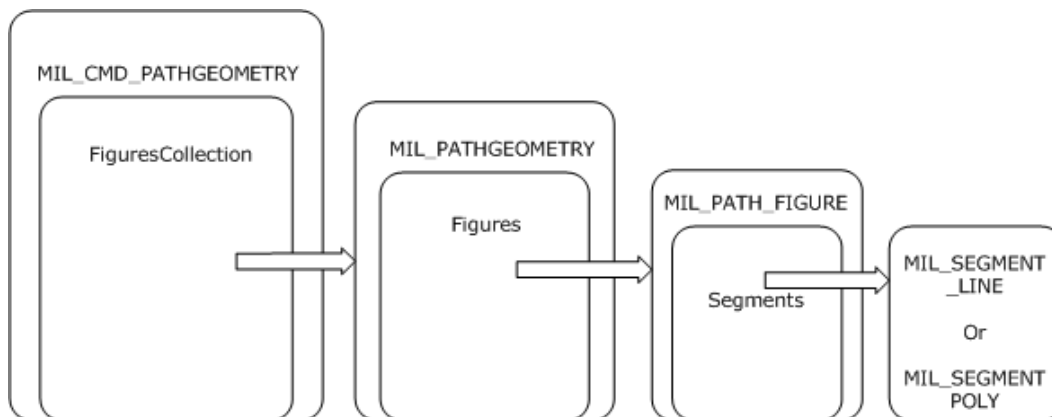 MIL_CMD_PATHGEOMETRY
FiguresCollection
MIL_PATHGEOMETRY
Figures
MIL_PATH_FIGURE
Segments
MIL_SEGMENT
_LINE
Or
MIL_SEGMENT
POLY